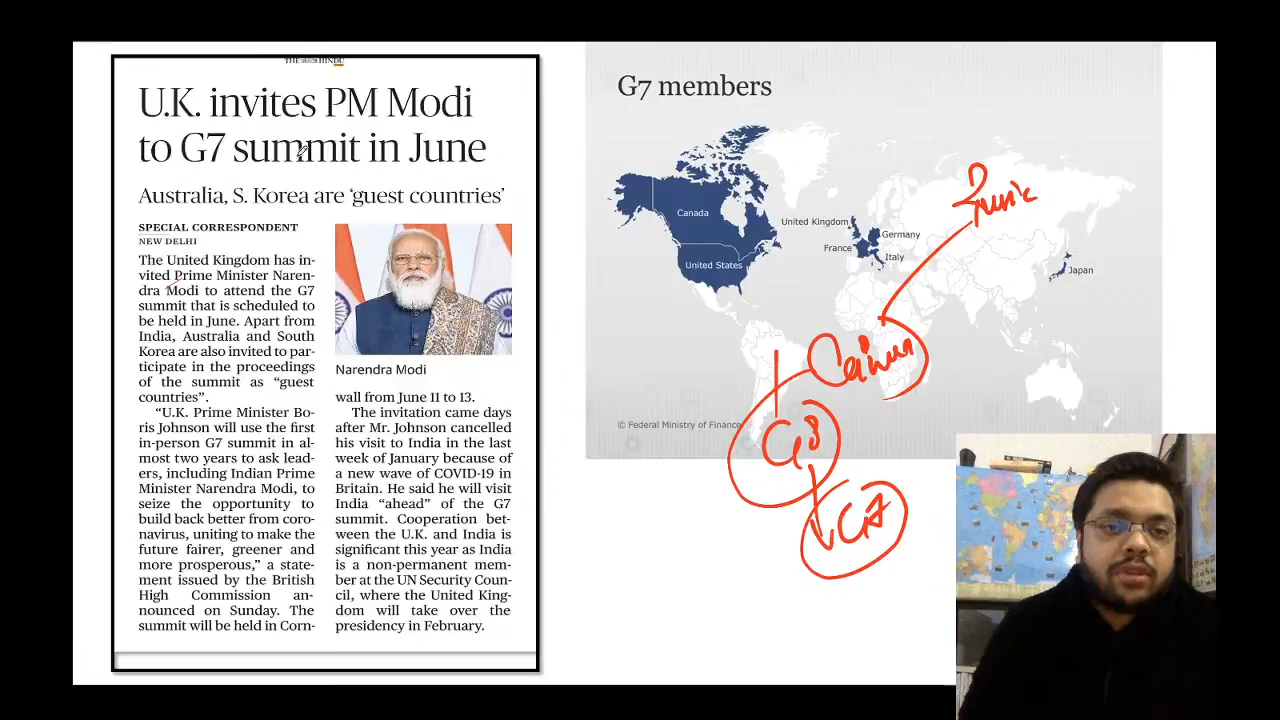 THE HINDU
U.K. invites PM Modi
to G7 summit in June
Australia, S. Korea are ‘guest countries’
SPECIAL CORRESPONDENT
NEW DELHI
The United Kingdom has in-
vited Prime Minister Naren-
dra Modi to attend the G7
summit that is scheduled to
be held in June. Apart from
India, Australia and South
Korea are also invited to par-
ticipate in the proceedings
of the summit as “guest
countries”.
“U.K. Prime Minister Bo-
ris Johnson will use the first
in-person G7 summit in al-
most two years to ask lead-
ers, including Indian Prime
Minister Narendra Modi, to
seize the opportunity to
build back better from coro-
navirus, uniting to make the
future fairer, greener and
more prosperous,” a state-
ment issued by the British
High Commission an-
nounced on Sunday. The
summit will be held in Corn-
Narendra Modi
wall from June 11 to 13.
The invitation came days
after Mr. Johnson cancelled
his visit to India in the last
week of January because of
a new wave of COVID-19 in
Britain. He said he will visit
India “ahead” of the G7
summit. Cooperation bet-
ween the U.K. and India is
significant this year as India
is a non-permanent mem-
ber at the UN Security Coun-
cil, where the United King-
dom will take over the
presidency in February.
G7 members
Canada
United States
United Kingdom
France
Germany
Italy
Japan
© Federal Ministry of Finance
G8
G7